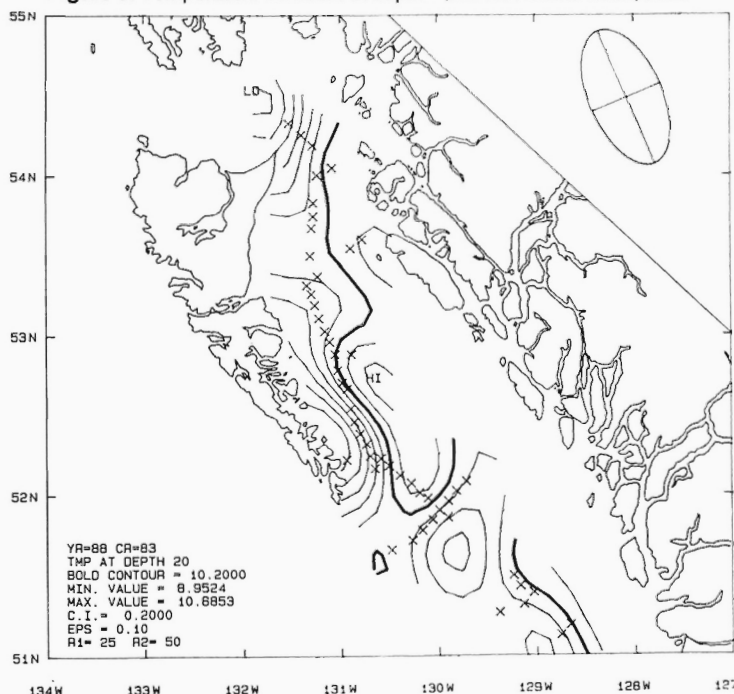 55N
LO
54N
53N
HI
52N
YR=88 CR=83
TMP AT DEPTH 20
BOLD CONTOUR = 10.2000
MIN. VALUE = 8.9524
MAX. VALUE = 10.6853
C.I.= 0.2000
EPS = 0.10
R1= 25 R2= 50
51N
134W 133W 132W 131W 130W 129W 128W 127